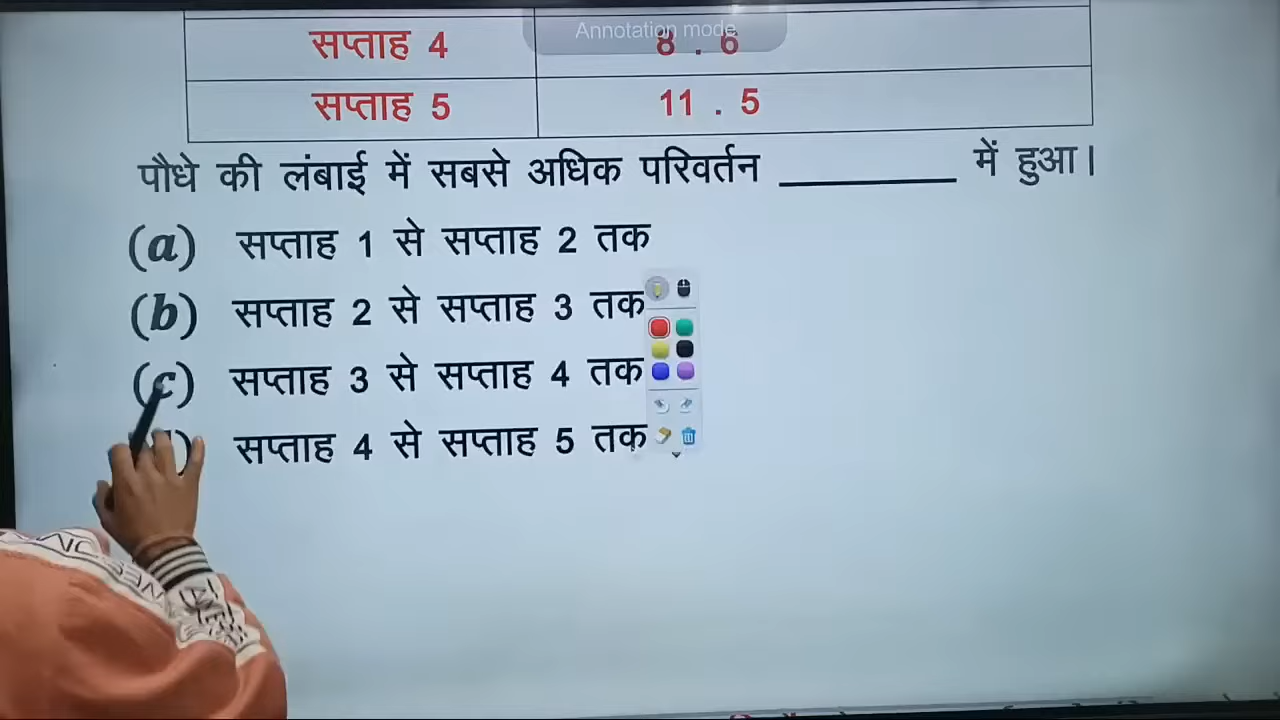 Annotation mode
सप्ताह 4 8 . 6
सप्ताह 5 11 . 5
पौधे की लंबाई में सबसे अधिक परिवर्तन __________ में हुआ।
(a) सप्ताह 1 से सप्ताह 2 तक
(b) सप्ताह 2 से सप्ताह 3 तक
(c) सप्ताह 3 से सप्ताह 4 तक
) सप्ताह 4 से सप्ताह 5 तक